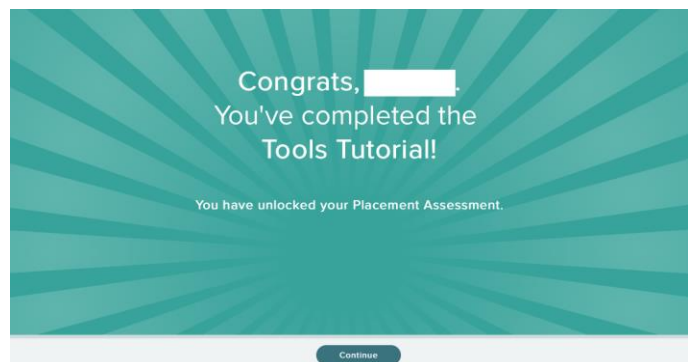 Congrats, .
You've completed the
Tools Tutorial!
You have unlocked your Placement Assessment.
Continue